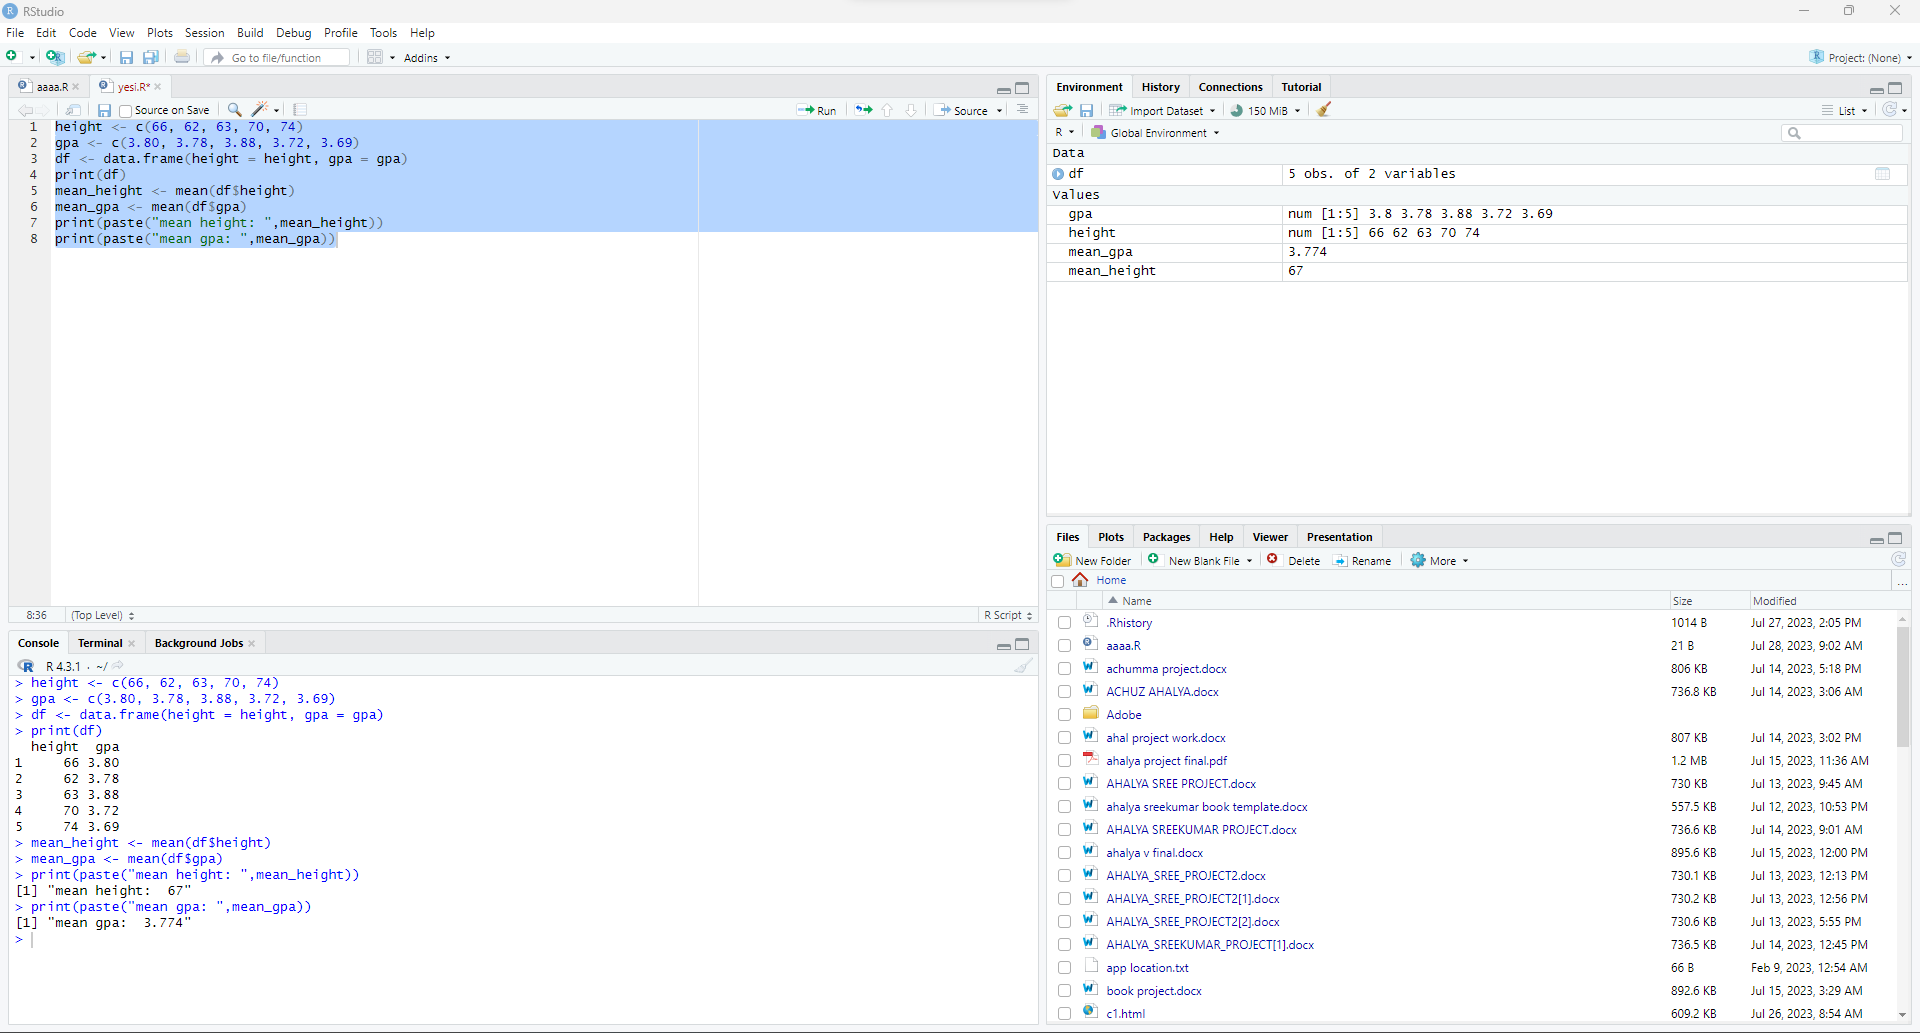 RStudio
File Edit Code View Plots Session Build Debug Profile Tools Help
Go to file/function Addins Project: (None)
aaaa.R yesi.R*
Source on Save Run Source
1 height <- c(66, 62, 63, 70, 74)
2 gpa <- c(3.80, 3.78, 3.88, 3.72, 3.69)
3 df <- data.frame(height = height, gpa = gpa)
4 print(df)
5 mean_height <- mean(df$height)
6 mean_gpa <- mean(df$gpa)
7 print(paste("mean height: ",mean_height))
8 print(paste("mean gpa: ",mean_gpa))
8:36 (Top Level) R Script
Console Terminal Background Jobs
R 4.3.1 · ~/
> height <- c(66, 62, 63, 70, 74)
> gpa <- c(3.80, 3.78, 3.88, 3.72, 3.69)
> df <- data.frame(height = height, gpa = gpa)
> print(df)
  height  gpa
1     66 3.80
2     62 3.78
3     63 3.88
4     70 3.72
5     74 3.69
> mean_height <- mean(df$height)
> mean_gpa <- mean(df$gpa)
> print(paste("mean height: ",mean_height))
[1] "mean height:  67"
> print(paste("mean gpa: ",mean_gpa))
[1] "mean gpa:  3.774"
>
Environment History Connections Tutorial
Import Dataset 150 MiB List
R Global Environment
Data
df 5 obs. of 2 variables
Values
gpa num [1:5] 3.8 3.78 3.88 3.72 3.69
height num [1:5] 66 62 63 70 74
mean_gpa 3.774
mean_height 67
Files Plots Packages Help Viewer Presentation
New Folder New Blank File Delete Rename More
Home ...
Name Size Modified
.Rhistory 1014 B Jul 27, 2023, 2:05 PM
aaaa.R 21 B Jul 28, 2023, 9:02 AM
achumma project.docx 806 KB Jul 14, 2023, 5:18 PM
ACHUZ AHALYA.docx 736.8 KB Jul 14, 2023, 3:06 AM
Adobe
ahal project work.docx 807 KB Jul 14, 2023, 3:02 PM
ahalya project final.pdf 1.2 MB Jul 15, 2023, 11:36 AM
AHALYA SREE PROJECT.docx 730 KB Jul 13, 2023, 9:45 AM
ahalya sreekumar book template.docx 557.5 KB Jul 12, 2023, 10:53 PM
AHALYA SREEKUMAR PROJECT.docx 736.6 KB Jul 14, 2023, 9:01 AM
ahalya v final.docx 895.6 KB Jul 15, 2023, 12:00 PM
AHALYA_SREE_PROJECT2.docx 730.1 KB Jul 13, 2023, 12:13 PM
AHALYA_SREE_PROJECT2[1].docx 730.2 KB Jul 13, 2023, 12:56 PM
AHALYA_SREE_PROJECT2[2].docx 730.6 KB Jul 13, 2023, 5:55 PM
AHALYA_SREEKUMAR_PROJECT[1].docx 736.5 KB Jul 14, 2023, 12:45 PM
app location.txt 66 B Feb 9, 2023, 12:54 AM
book project.docx 892.6 KB Jul 15, 2023, 3:29 AM
c1.html 609.2 KB Jul 26, 2023, 8:54 AM